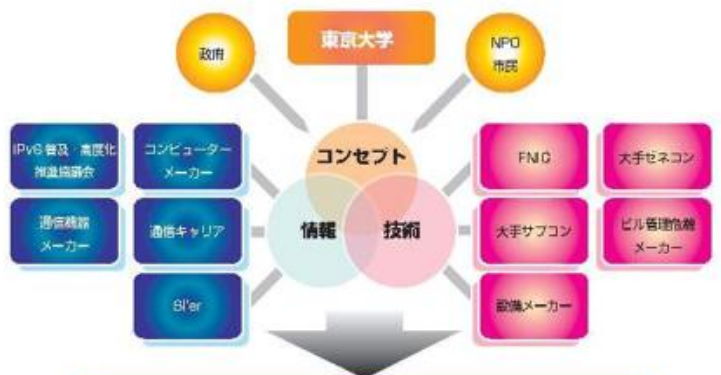 政府
東京大学
NPO
市民
コンセプト
情報
技術
IPv6普及・高度化
推進協議会
コンピューター
メーカー
通信機器
メーカー
通信キャリア
SI'er
FNIC
大手ゼネコン
大手サブコン
ビル管理危機
メーカー
設備メーカー